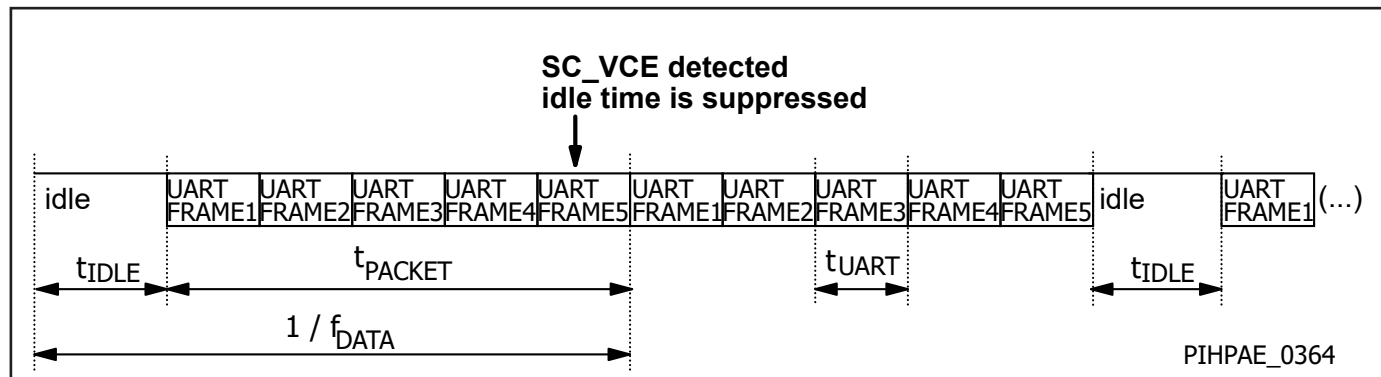 SC_VCE detected
idle time is suppressed
idle
UART FRAME1
UART FRAME2
UART FRAME3
UART FRAME4
UART FRAME5
UART FRAME1
UART FRAME2
UART FRAME3
UART FRAME4
UART FRAME5
idle
UART FRAME1
(...)
tIDLE
tPACKET
tUART
tIDLE
1 / fDATA
PIHPAE_0364